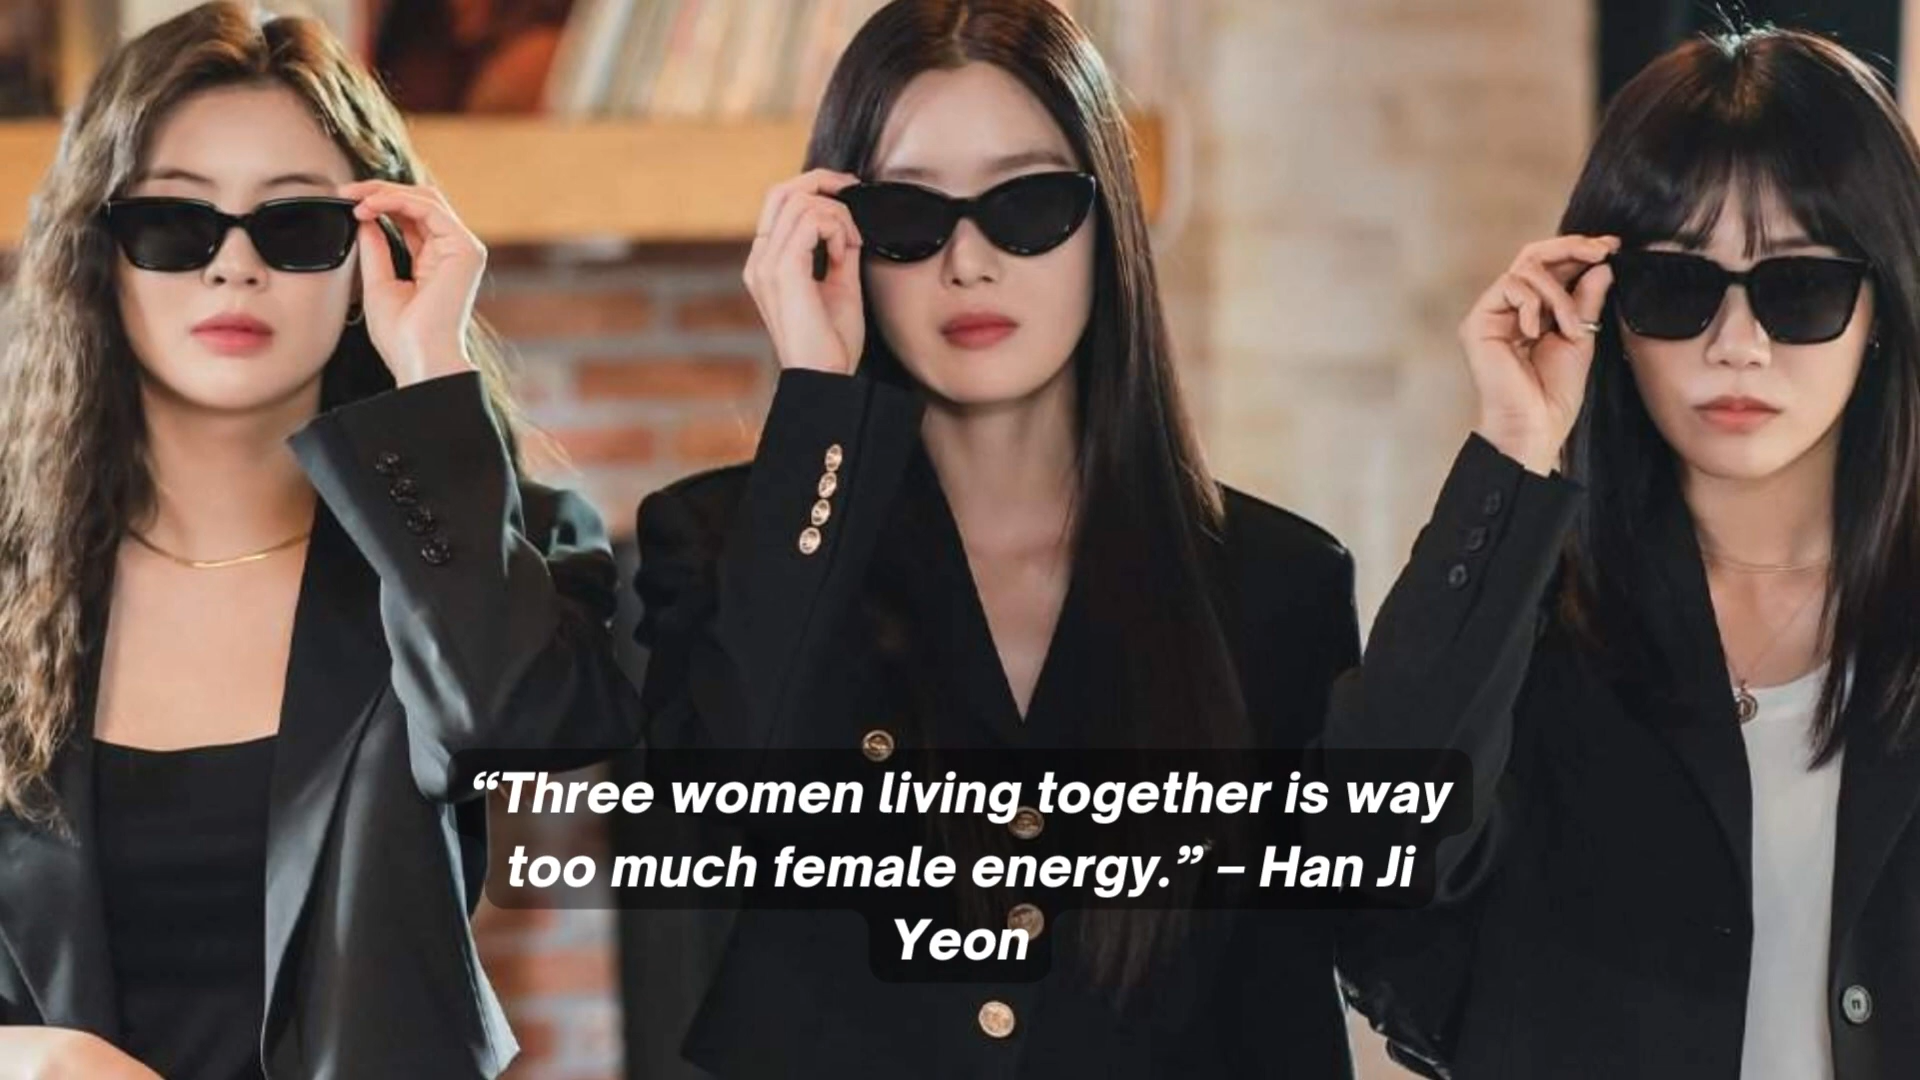 “Three women living together is way
too much female energy.” – Han Ji
Yeon